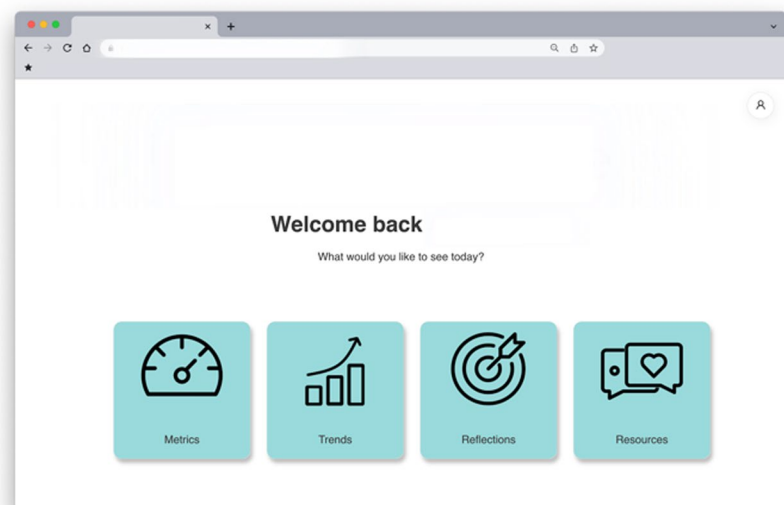 Welcome back
What would you like to see today?
Metrics
Trends
Reflections
Resources